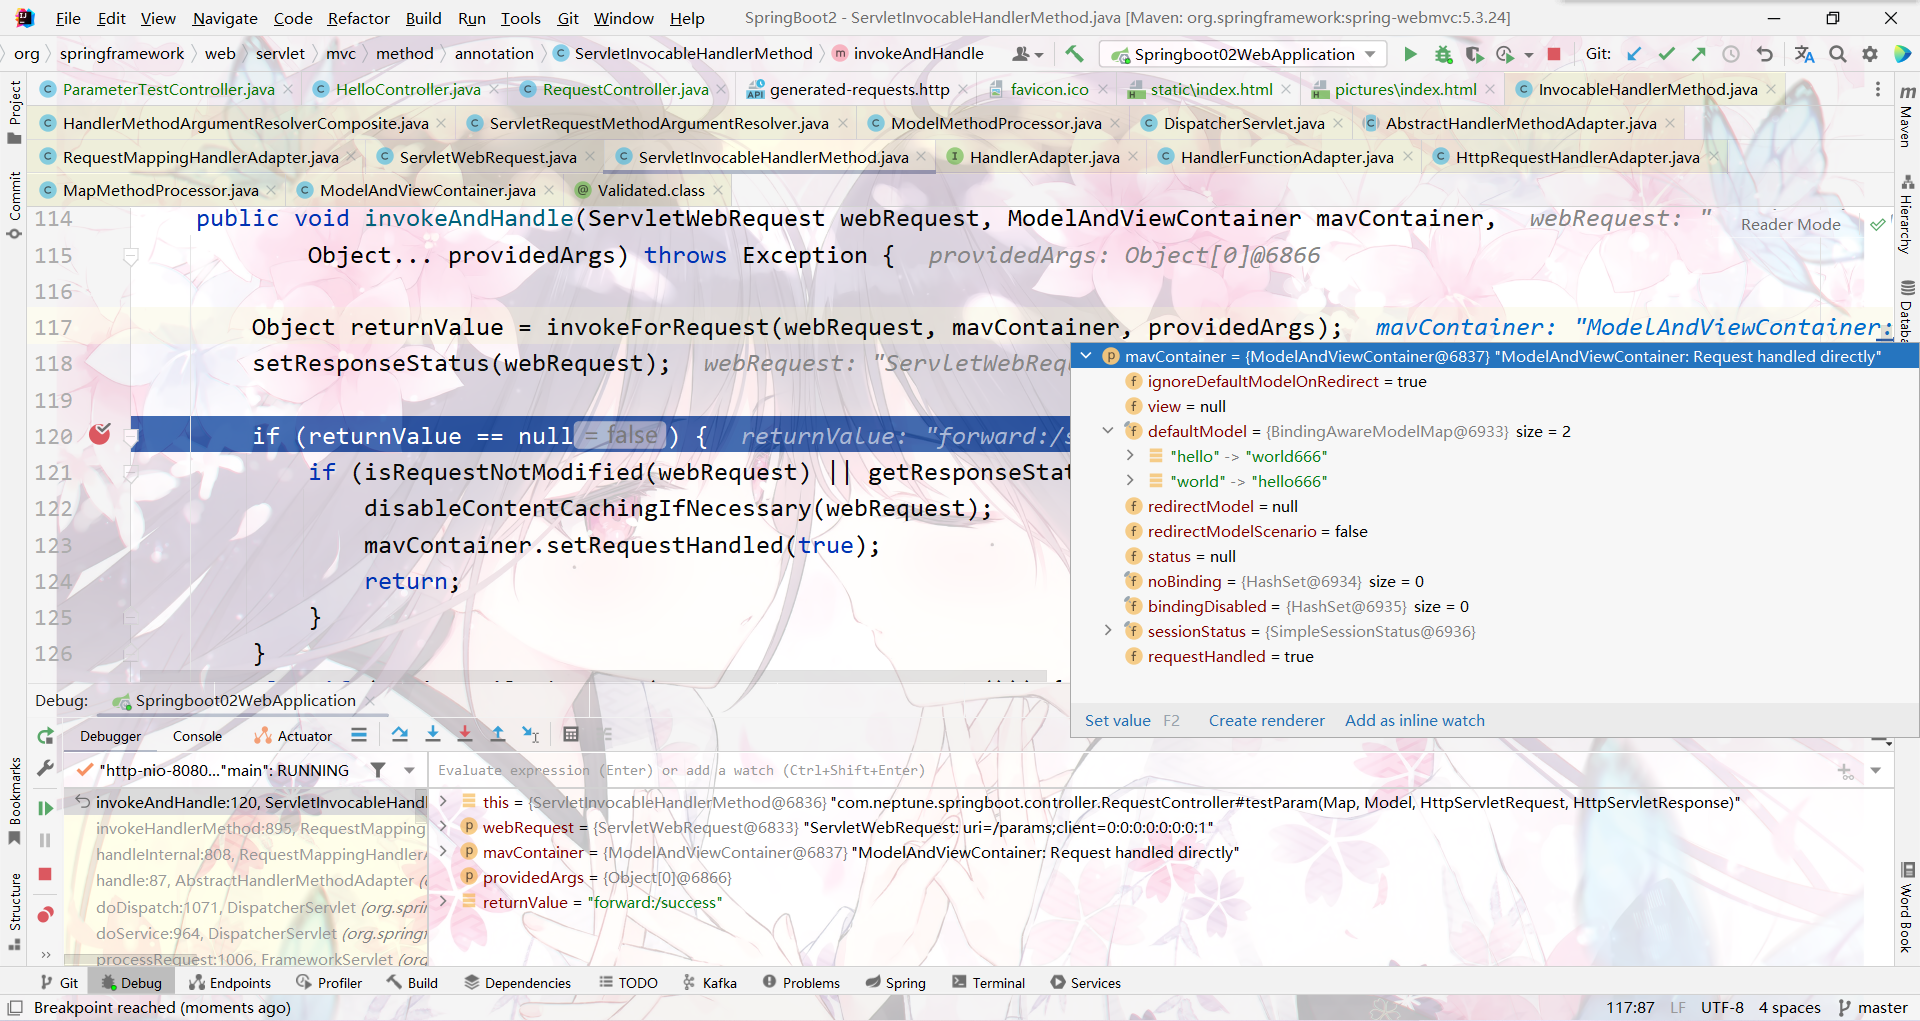 File Edit View Navigate Code Refactor Build Run Tools Git Window Help SpringBoot2 - ServletInvocableHandlerMethod.java [Maven: org.springframework:spring-webmvc:5.3.24]
org springframework web servlet mvc method annotation ServletInvocableHandlerMethod invokeAndHandle Springboot02WebApplication Git:
ParameterTestController.java HelloController.java RequestController.java generated-requests.http favicon.ico static\index.html pictures\index.html InvocableHandlerMethod.java
HandlerMethodArgumentResolverComposite.java ServletRequestMethodArgumentResolver.java ModelMethodProcessor.java DispatcherServlet.java AbstractHandlerMethodAdapter.java
RequestMappingHandlerAdapter.java ServletWebRequest.java ServletInvocableHandlerMethod.java HandlerAdapter.java HandlerFunctionAdapter.java HttpRequestHandlerAdapter.java
MapMethodProcessor.java ModelAndViewContainer.java Validated.class
Project
Commit
Bookmarks
Structure
Maven
Hierarchy
Word Book
Reader Mode
114 public void invokeAndHandle(ServletWebRequest webRequest, ModelAndViewContainer mavContainer, webRequest: "
115 Object... providedArgs) throws Exception { providedArgs: Object[0]@6866
116
117 Object returnValue = invokeForRequest(webRequest, mavContainer, providedArgs); mavContainer: "ModelAndViewContainer:
118 setResponseStatus(webRequest); webRequest: "ServletWebReq
119
120 if (returnValue == null = false ) { returnValue: "forward:/s
121 if (isRequestNotModified(webRequest) || getResponseStat
122 disableContentCachingIfNecessary(webRequest);
123 mavContainer.setRequestHandled(true);
124 return;
125 }
126 }
mavContainer = {ModelAndViewContainer@6837} "ModelAndViewContainer: Request handled directly"
ignoreDefaultModelOnRedirect = true
view = null
defaultModel = {BindingAwareModelMap@6933} size = 2
"hello" -> "world666"
"world" -> "hello666"
redirectModel = null
redirectModelScenario = false
status = null
noBinding = {HashSet@6934} size = 0
bindingDisabled = {HashSet@6935} size = 0
sessionStatus = {SimpleSessionStatus@6936}
requestHandled = true
Set value F2 Create renderer Add as inline watch
Debug: Springboot02WebApplication
Debugger Console Actuator
"http-nio-8080..."main": RUNNING
Evaluate expression (Enter) or add a watch (Ctrl+Shift+Enter)
invokeAndHandle:120, ServletInvocableHandl
invokeHandlerMethod:895, RequestMapping
handleInternal:808, RequestMappingHandlerA
handle:87, AbstractHandlerMethodAdapter (
doDispatch:1071, DispatcherServlet (org.spri
doService:964, DispatcherServlet (org.spring
processRequest:1006, FrameworkServlet (org
this = {ServletInvocableHandlerMethod@6836} "com.neptune.springboot.controller.RequestController#testParam(Map, Model, HttpServletRequest, HttpServletResponse)"
webRequest = {ServletWebRequest@6833} "ServletWebRequest: uri=/params;client=0:0:0:0:0:0:0:1"
mavContainer = {ModelAndViewContainer@6837} "ModelAndViewContainer: Request handled directly"
providedArgs = {Object[0]@6866}
returnValue = "forward:/success"
Git Debug Endpoints Profiler Build Dependencies TODO Kafka Problems Spring Terminal Services
Breakpoint reached (moments ago) 117:87 LF UTF-8 4 spaces master